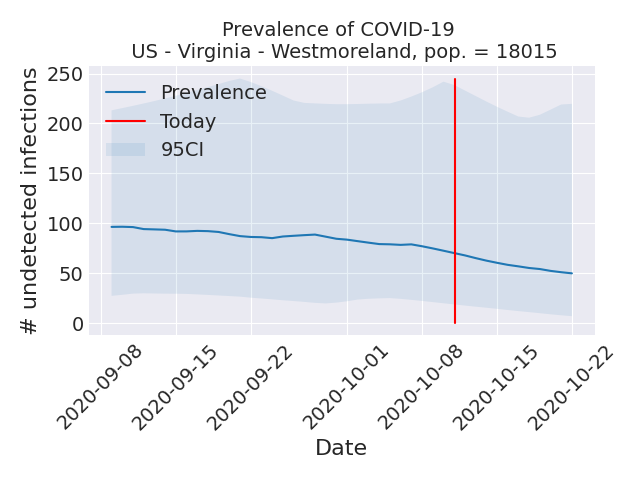 Prevalence of COVID-19
US - Virginia - Westmoreland, pop. = 18015
# undetected infections
250
200
150
100
50
0
Prevalence
Today
95CI
2020-09-08
2020-09-15
2020-09-22
2020-10-01
2020-10-08
2020-10-15
2020-10-22
Date